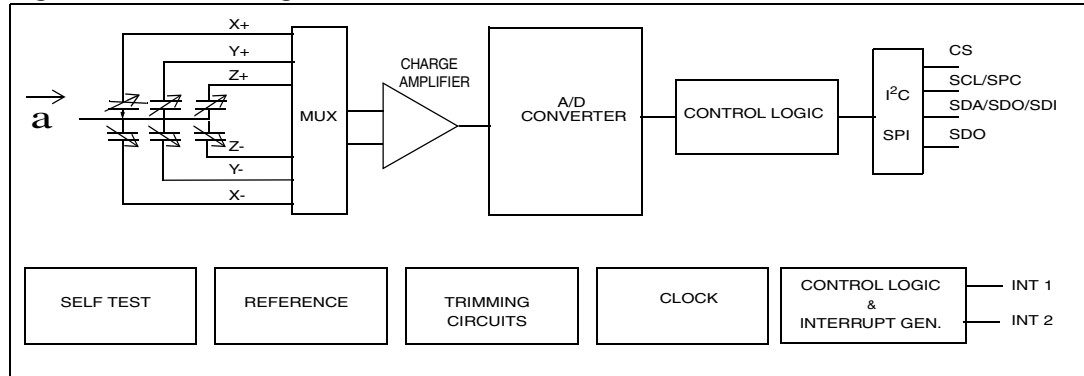 X+
Y+
Z+
a
Z-
Y-
X-
MUX
CHARGE
AMPLIFIER
A/D
CONVERTER
CONTROL LOGIC
I²C
SPI
CS
SCL/SPC
SDA/SDO/SDI
SDO
SELF TEST
REFERENCE
TRIMMING
CIRCUITS
CLOCK
CONTROL LOGIC
&
INTERRUPT GEN.
INT 1
INT 2